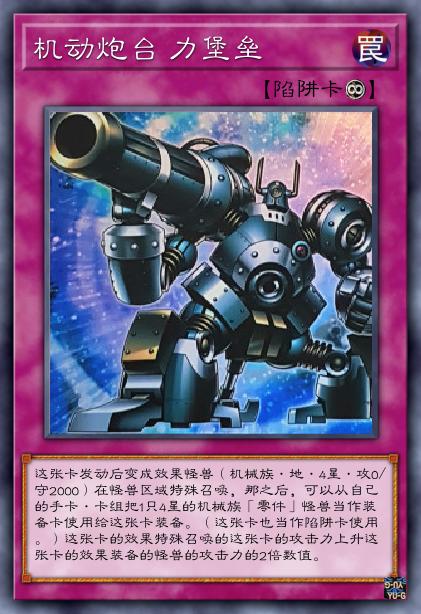 机动炮台 力堡垒
罠
【陷阱卡♾】
这张卡发动后变成效果怪兽（机械族·地·4星·攻0/
守2000）在怪兽区域特殊召唤，那之后，可以从自己
的手卡·卡组把1只4星的机械族「零件」怪兽当作装
备卡使用给这张卡装备。（这张卡也当作陷阱卡使用
。）这张卡的效果特殊召唤的这张卡的攻击力上升这
张卡的效果装备的怪兽的攻击力的2倍数值。
YU-G
YU-G